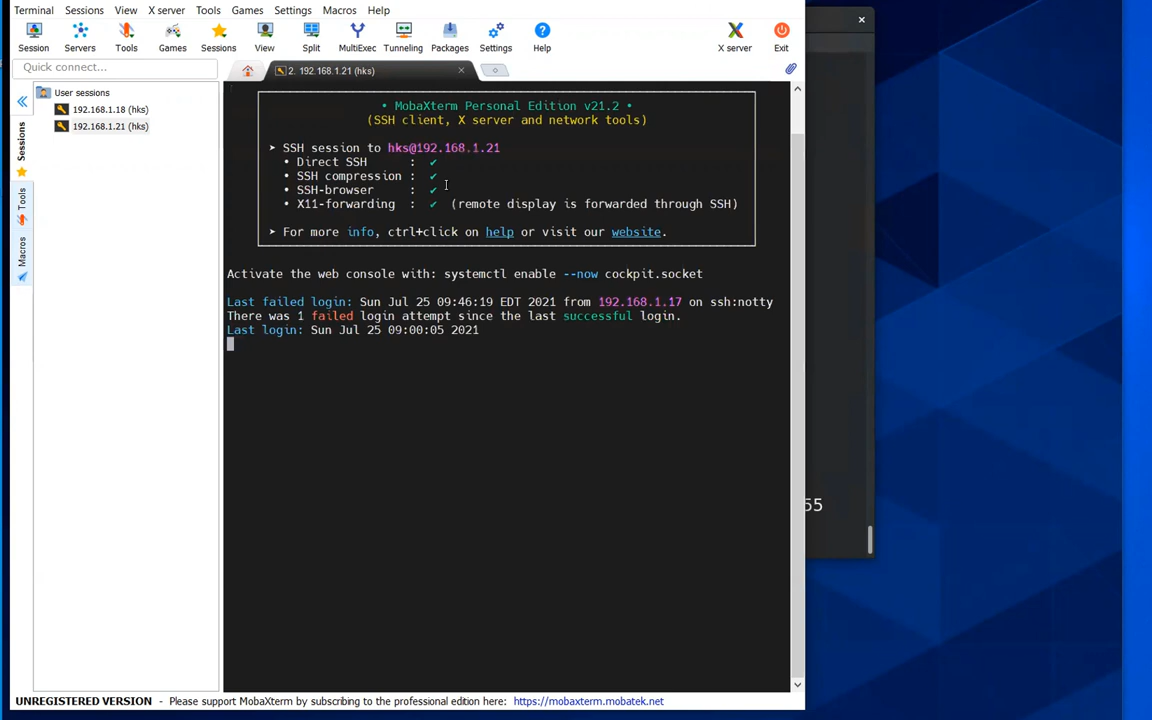 Terminal Sessions View X server Tools Games Settings Macros Help
Session Servers Tools Games Sessions View Split MultiExec Tunneling Packages Settings Help X server Exit
Quick connect...
2. 192.168.1.21 (hks)
User sessions
192.168.1.18 (hks)
192.168.1.21 (hks)
Sessions
Tools
Macros
• MobaXterm Personal Edition v21.2 •
(SSH client, X server and network tools)
➤ SSH session to hks@192.168.1.21
• Direct SSH : ✔
• SSH compression : ✔
• SSH-browser : ✔
• X11-forwarding : ✔ (remote display is forwarded through SSH)
➤ For more info, ctrl+click on help or visit our website.
Activate the web console with: systemctl enable --now cockpit.socket
Last failed login: Sun Jul 25 09:46:19 EDT 2021 from 192.168.1.17 on ssh:notty
There was 1 failed login attempt since the last successful login.
Last login: Sun Jul 25 09:00:05 2021
UNREGISTERED VERSION - Please support MobaXterm by subscribing to the professional edition here: https://mobaxterm.mobatek.net